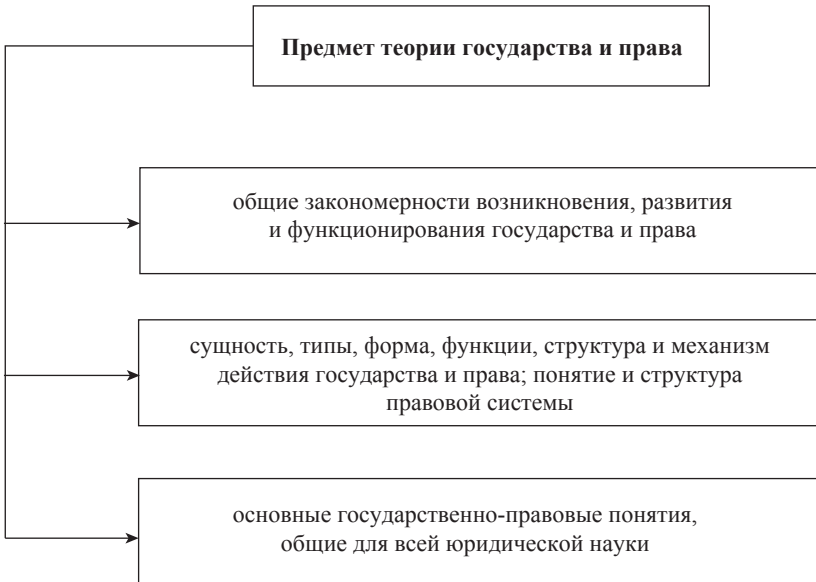 Предмет теории государства и права
общие закономерности возникновения, развития
и функционирования государства и права
сущность, типы, форма, функции, структура и механизм
действия государства и права; понятие и структура
правовой системы
основные государственно-правовые понятия,
общие для всей юридической науки